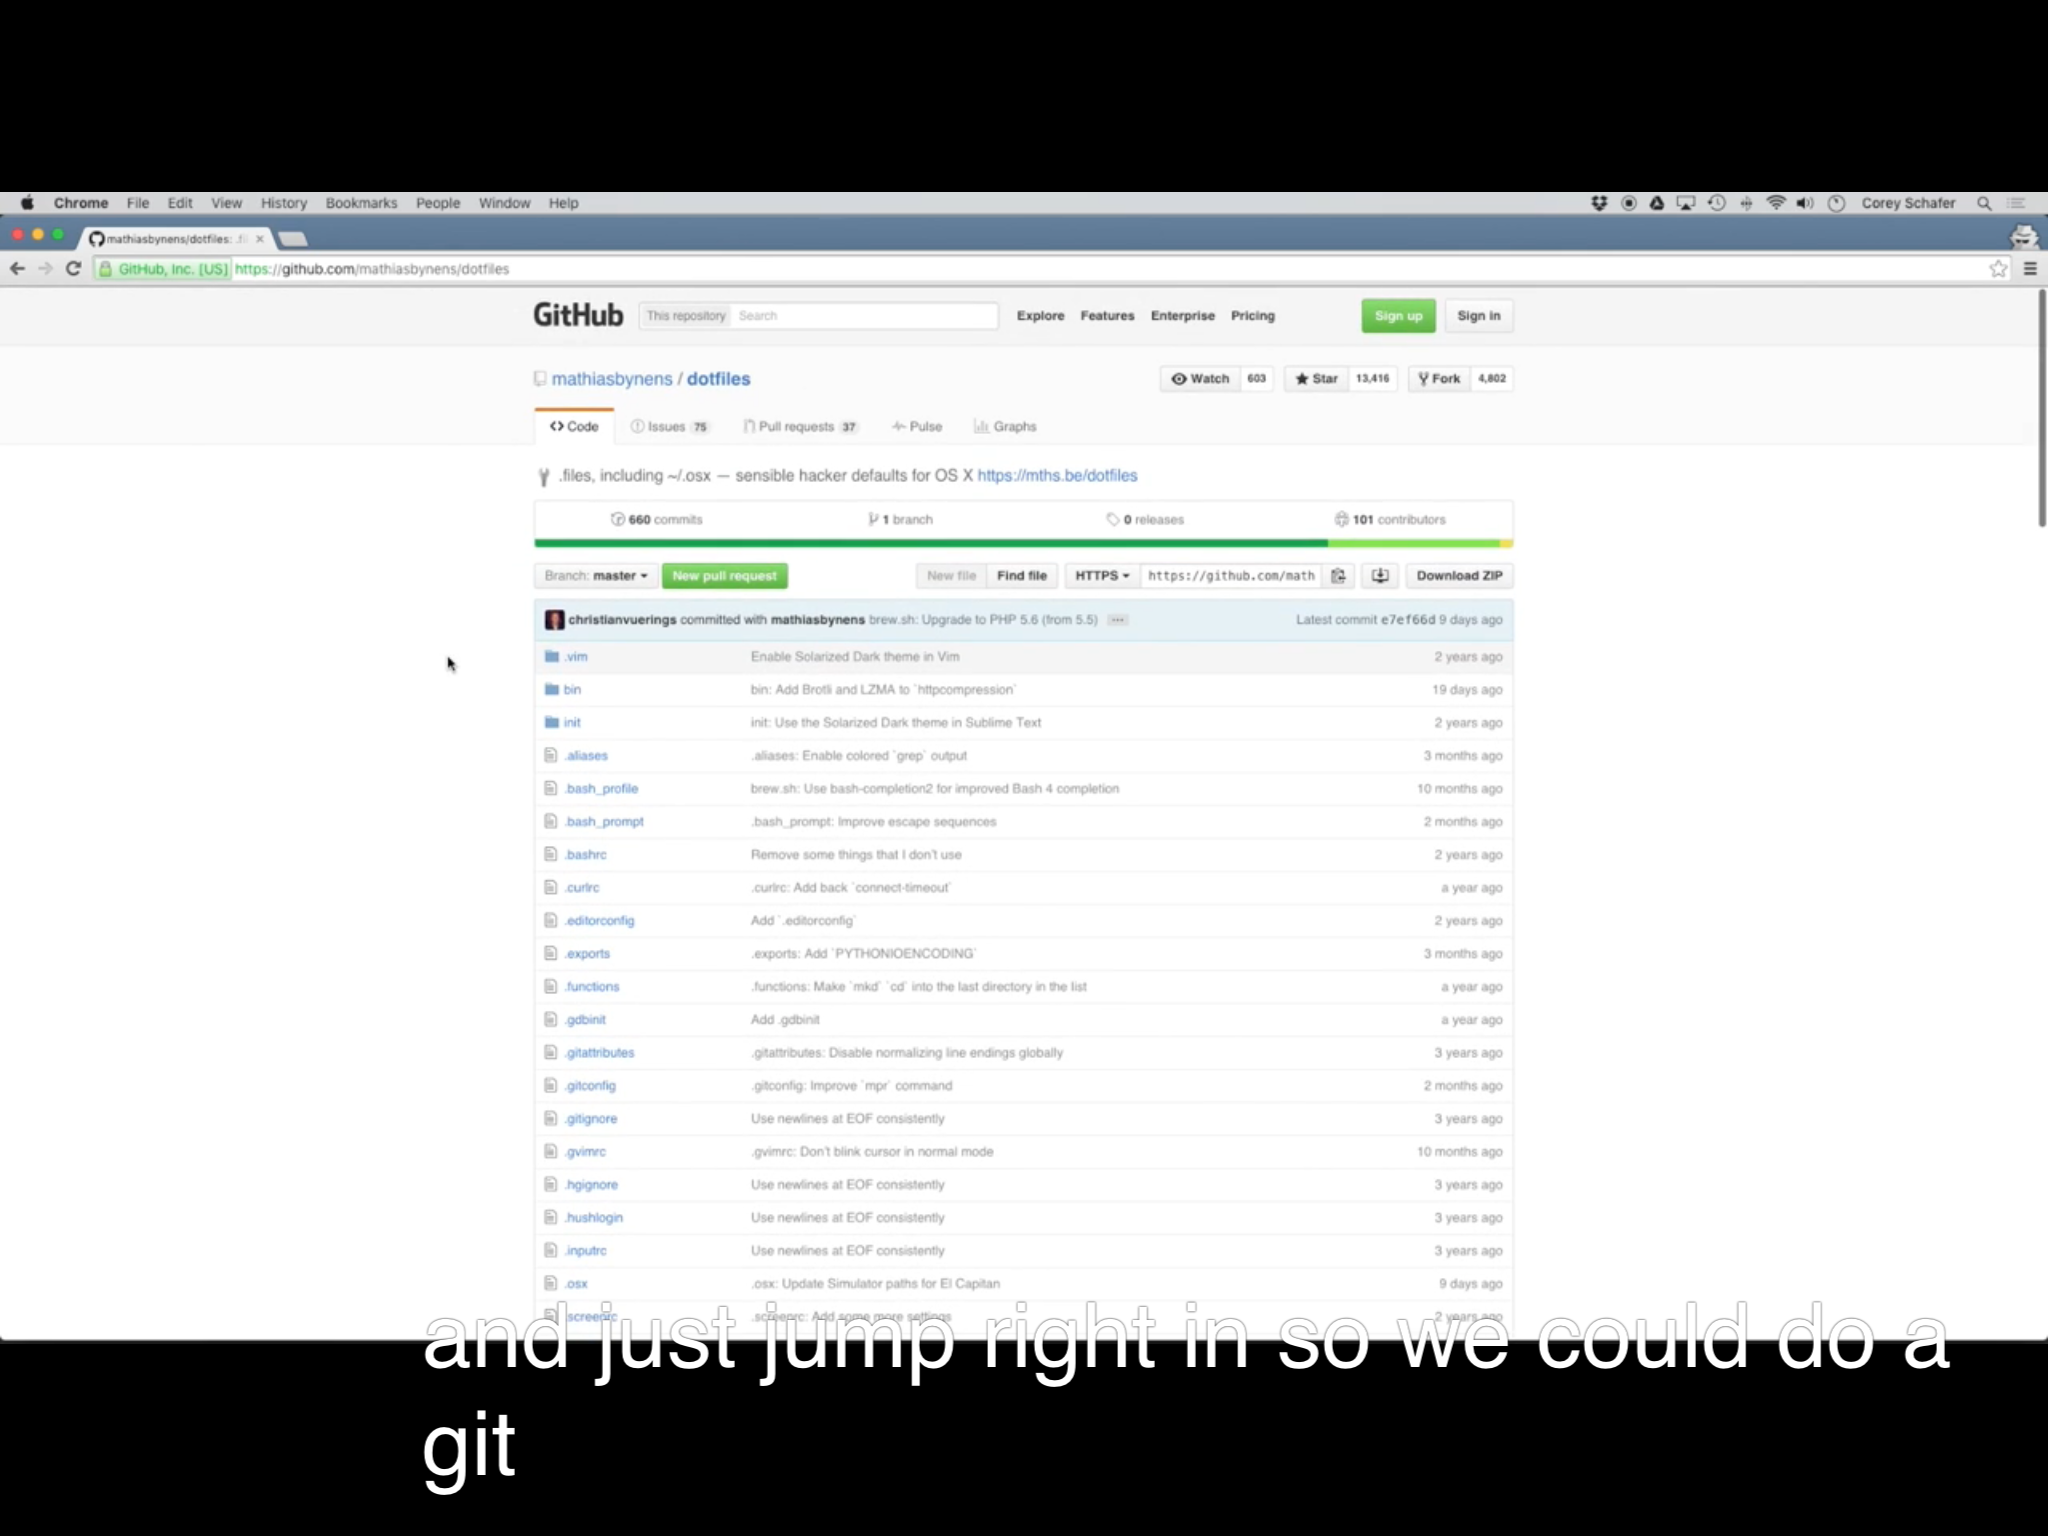 Chrome File Edit View History Bookmarks People Window Help Corey Schafer
mathiasbynens/dotfiles: .fi
GitHub, Inc. [US] https://github.com/mathiasbynens/dotfiles
GitHub This repository Search Explore Features Enterprise Pricing Sign up Sign in
mathiasbynens / dotfiles Watch 603 Star 13,416 Fork 4,802
Code Issues 75 Pull requests 37 Pulse Graphs
.files, including ~/.osx — sensible hacker defaults for OS X https://mths.be/dotfiles
660 commits 1 branch 0 releases 101 contributors
Branch: master New pull request New file Find file HTTPS https://github.com/math Download ZIP
christianvuerings committed with mathiasbynens brew.sh: Upgrade to PHP 5.6 (from 5.5) ... Latest commit e7ef66d 9 days ago
.vim Enable Solarized Dark theme in Vim 2 years ago
bin bin: Add Brotli and LZMA to `httpcompression` 19 days ago
init init: Use the Solarized Dark theme in Sublime Text 2 years ago
.aliases .aliases: Enable colored `grep` output 3 months ago
.bash_profile brew.sh: Use bash-completion2 for improved Bash 4 completion 10 months ago
.bash_prompt .bash_prompt: Improve escape sequences 2 months ago
.bashrc Remove some things that I don't use 2 years ago
.curlrc .curlrc: Add back `connect-timeout` a year ago
.editorconfig Add `.editorconfig` 2 years ago
.exports .exports: Add `PYTHONIOENCODING` 3 months ago
.functions .functions: Make `mkd` `cd` into the last directory in the list a year ago
.gdbinit Add .gdbinit a year ago
.gitattributes .gitattributes: Disable normalizing line endings globally 3 years ago
.gitconfig .gitconfig: Improve `mpr` command 2 months ago
.gitignore Use newlines at EOF consistently 3 years ago
.gvimrc .gvimrc: Don't blink cursor in normal mode 10 months ago
.hgignore Use newlines at EOF consistently 3 years ago
.hushlogin Use newlines at EOF consistently 3 years ago
.inputrc Use newlines at EOF consistently 3 years ago
.osx .osx: Update Simulator paths for El Capitan 9 days ago
.screenrc .screenrc: Add some more settings 2 years ago
and just jump right in so we could do a
git